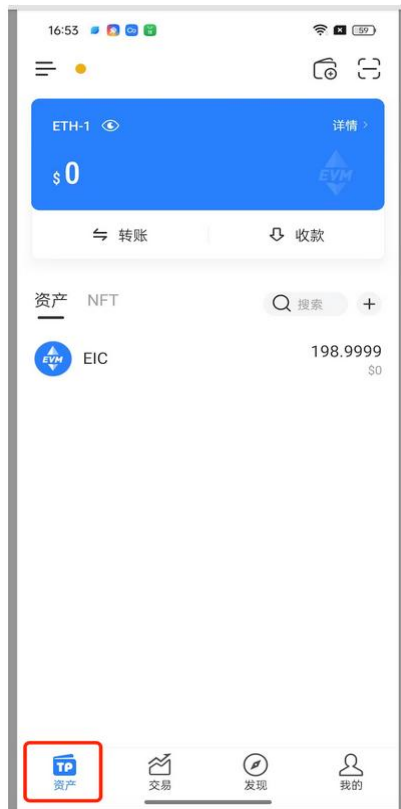 16:53
59
ETH-1
详情 >
$ 0
EVM
转账
收款
资产 NFT
搜索 +
EVM
EIC
198.9999
$0
TP
资产 交易 发现 我的